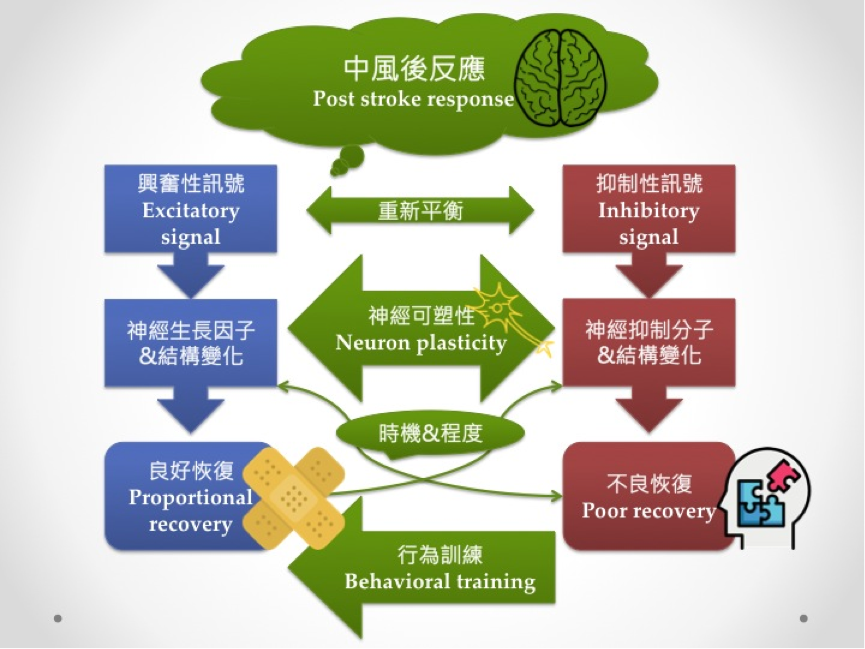 中風後反應
Post stroke response
興奮性訊號
Excitatory
signal
重新平衡
抑制性訊號
Inhibitory
signal
神經生長因子
&結構變化
神經可塑性
Neuron plasticity
神經抑制分子
&結構變化
時機&程度
良好恢復
Proportional
recovery
不良恢復
Poor recovery
行為訓練
Behavioral training